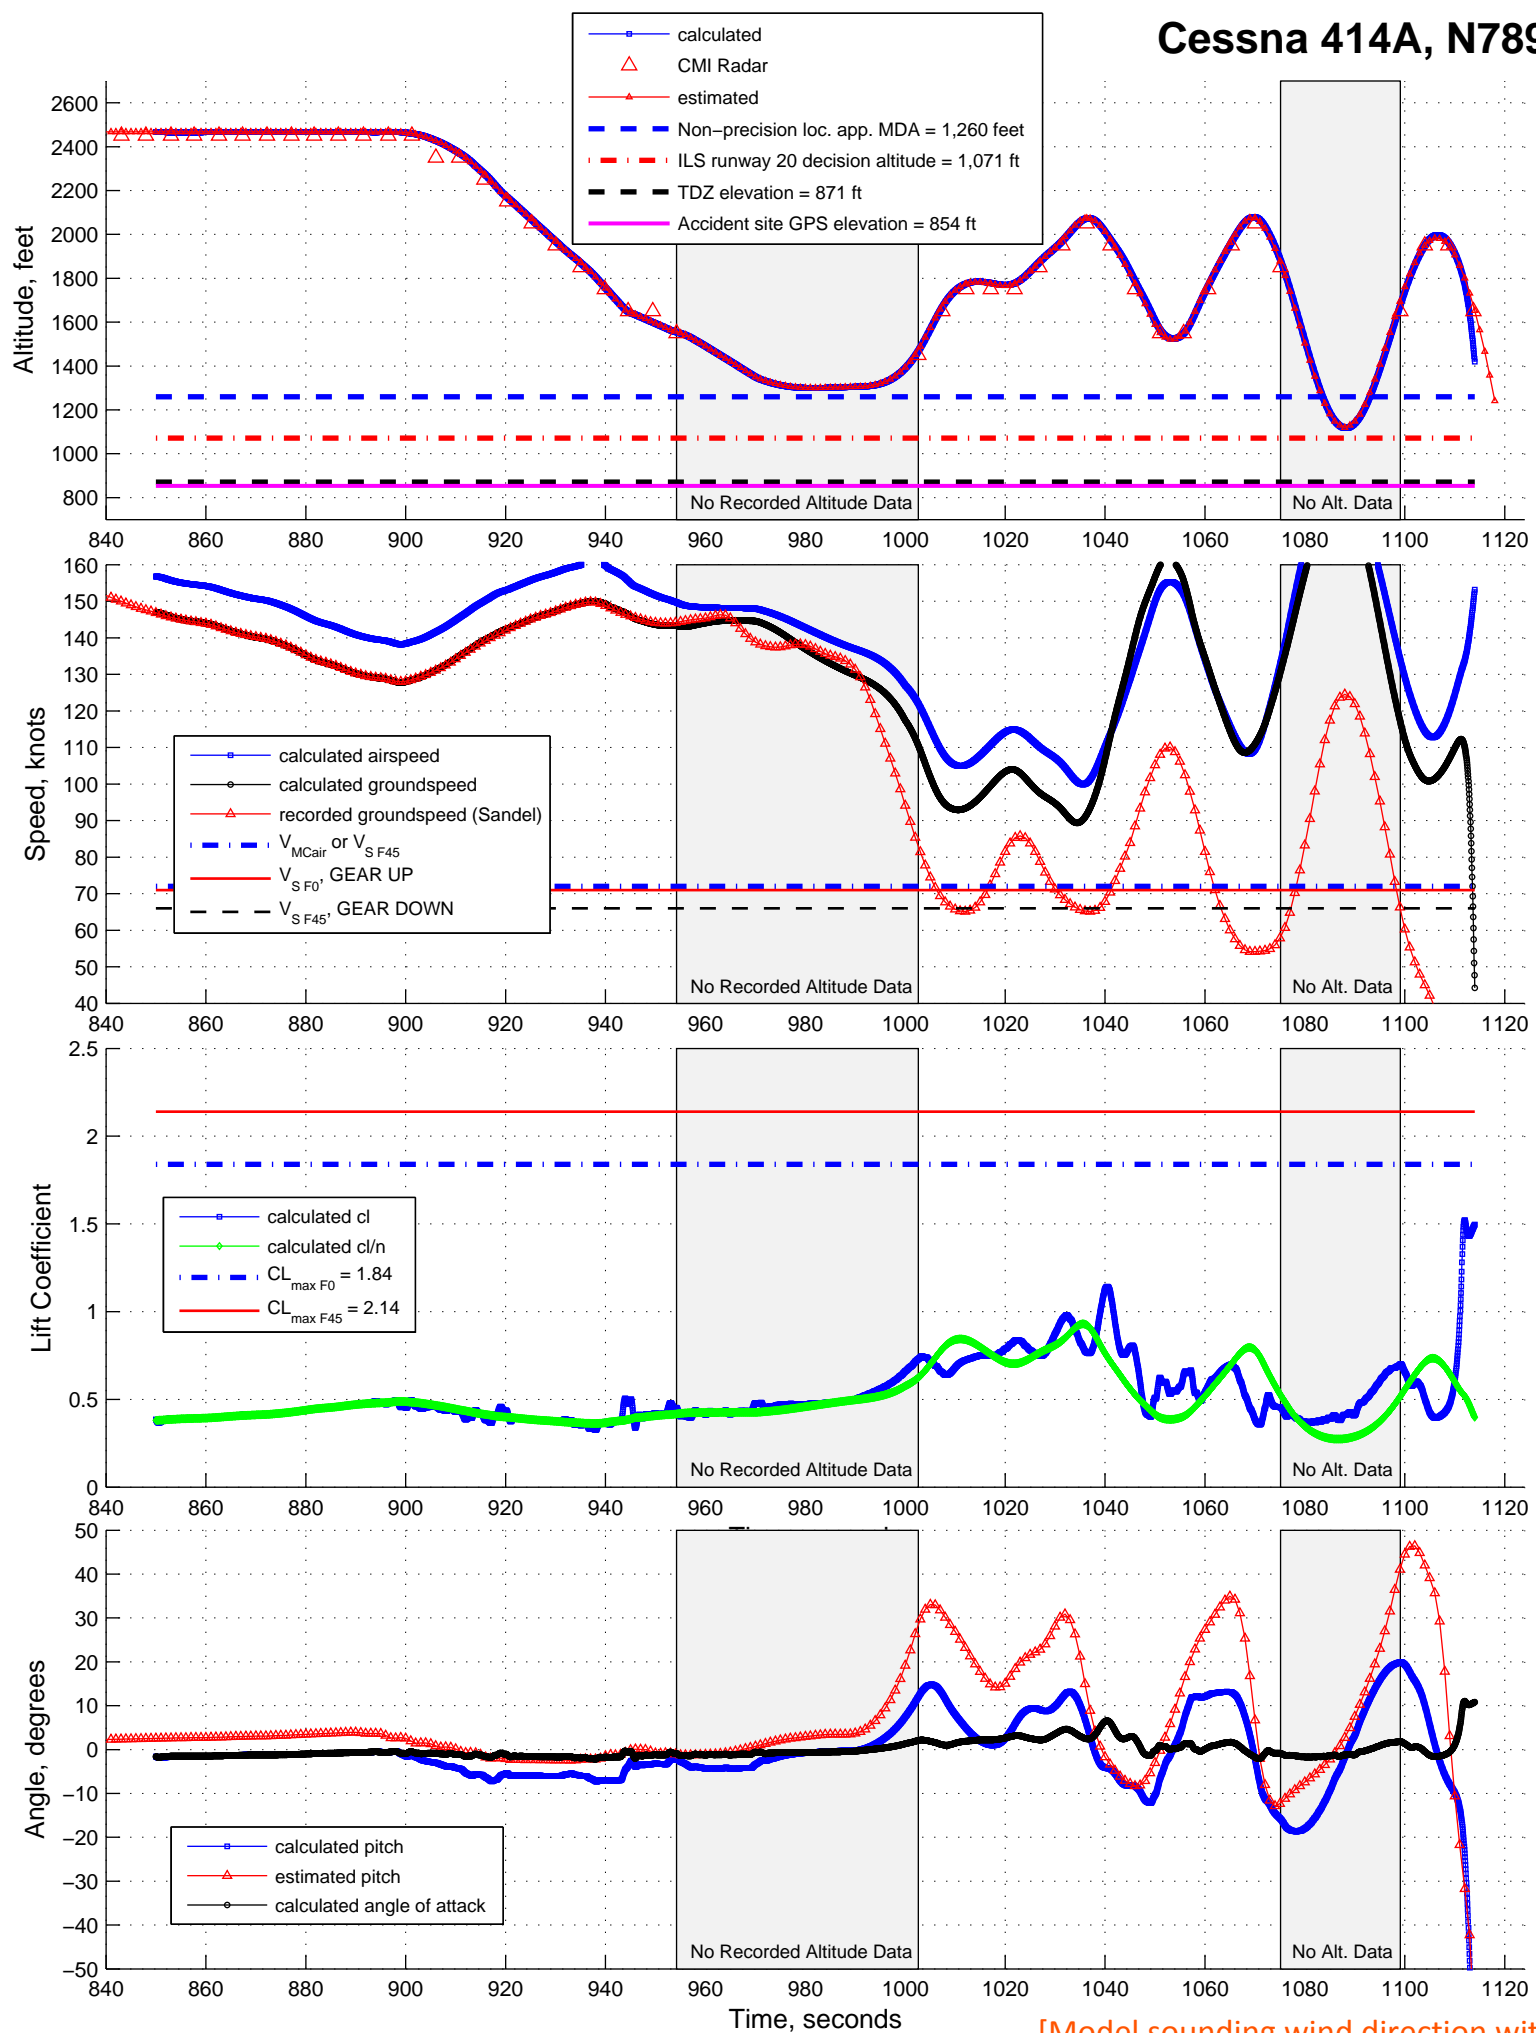 Cessna 414A, N789
calculated
CMI Radar
estimated
Non−precision loc. app. MDA = 1,260 feet
ILS runway 20 decision altitude = 1,071 ft
TDZ elevation = 871 ft
Accident site GPS elevation = 854 ft
Altitude, feet
2600
2400
2200
2000
1800
1600
1400
1200
1000
800
No Recorded Altitude Data
No Alt. Data
840 860 880 900 920 940 960 980 1000 1020 1040 1060 1080 1100 1120
Speed, knots
160
150
140
130
120
110
100
90
80
70
60
50
40
calculated airspeed
calculated groundspeed
recorded groundspeed (Sandel)
VMCair or VS F45
VS F0, GEAR UP
VS F45, GEAR DOWN
No Recorded Altitude Data
No Alt. Data
840 860 880 900 920 940 960 980 1000 1020 1040 1060 1080 1100 1120
Lift Coefficient
2.5
2
1.5
1
0.5
0
calculated cl
calculated cl/n
CLmax F0 = 1.84
CLmax F45 = 2.14
No Recorded Altitude Data
No Alt. Data
840 860 880 900 920 940 960 980 1000 1020 1040 1060 1080 1100 1120
Angle, degrees
50
40
30
20
10
0
−10
−20
−30
−40
−50
calculated pitch
estimated pitch
calculated angle of attack
No Recorded Altitude Data
No Alt. Data
840 860 880 900 920 940 960 980 1000 1020 1040 1060 1080 1100 1120
Time, seconds
[Model sounding wind direction wit